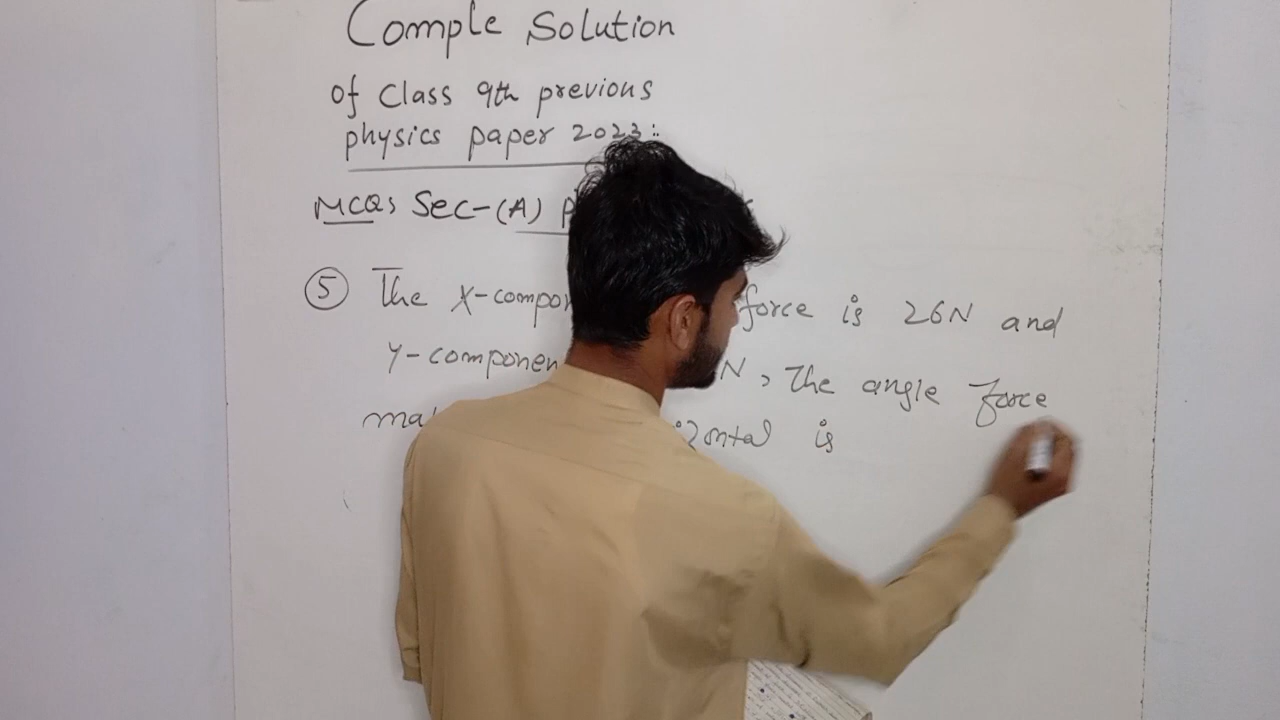 Comple Solution
of Class 9th previous
physics paper 2023::
MCQs Sec-(A)
5 The X-compon force is 26N and
Y-componen N, The angle force
ma izontal is